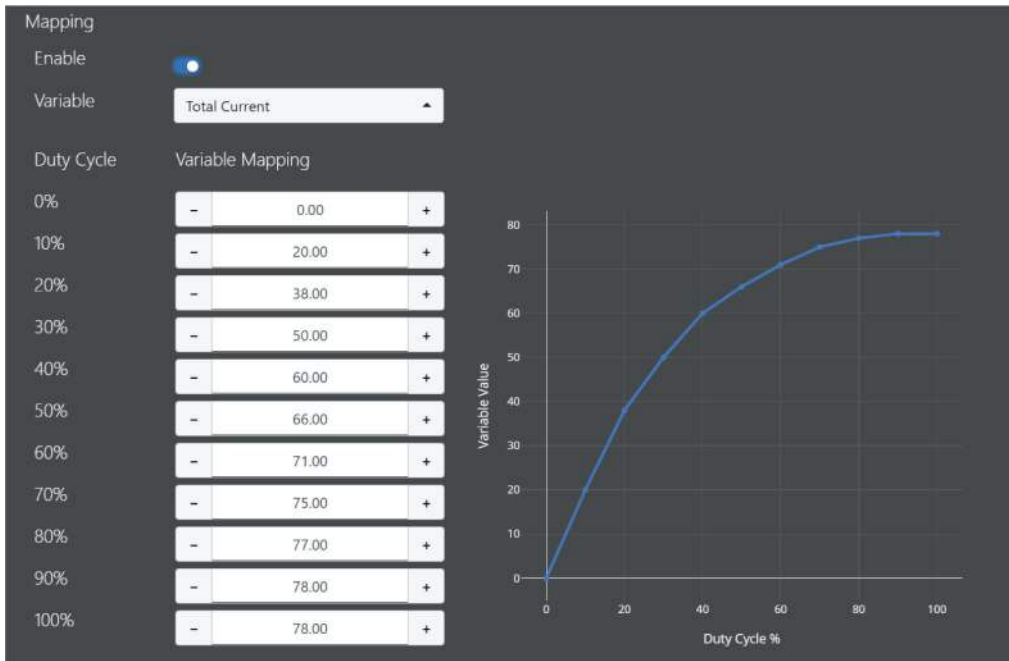 Mapping
Enable
Variable
Total Current
Duty Cycle Variable Mapping
0% - 0.00 +
10% - 20.00 +
20% - 38.00 +
30% - 50.00 +
40% - 60.00 +
50% - 66.00 +
60% - 71.00 +
70% - 75.00 +
80% - 77.00 +
90% - 78.00 +
100% - 78.00 +
Variable Value
80
70
60
50
40
30
20
10
0
0 20 40 60 80 100
Duty Cycle %